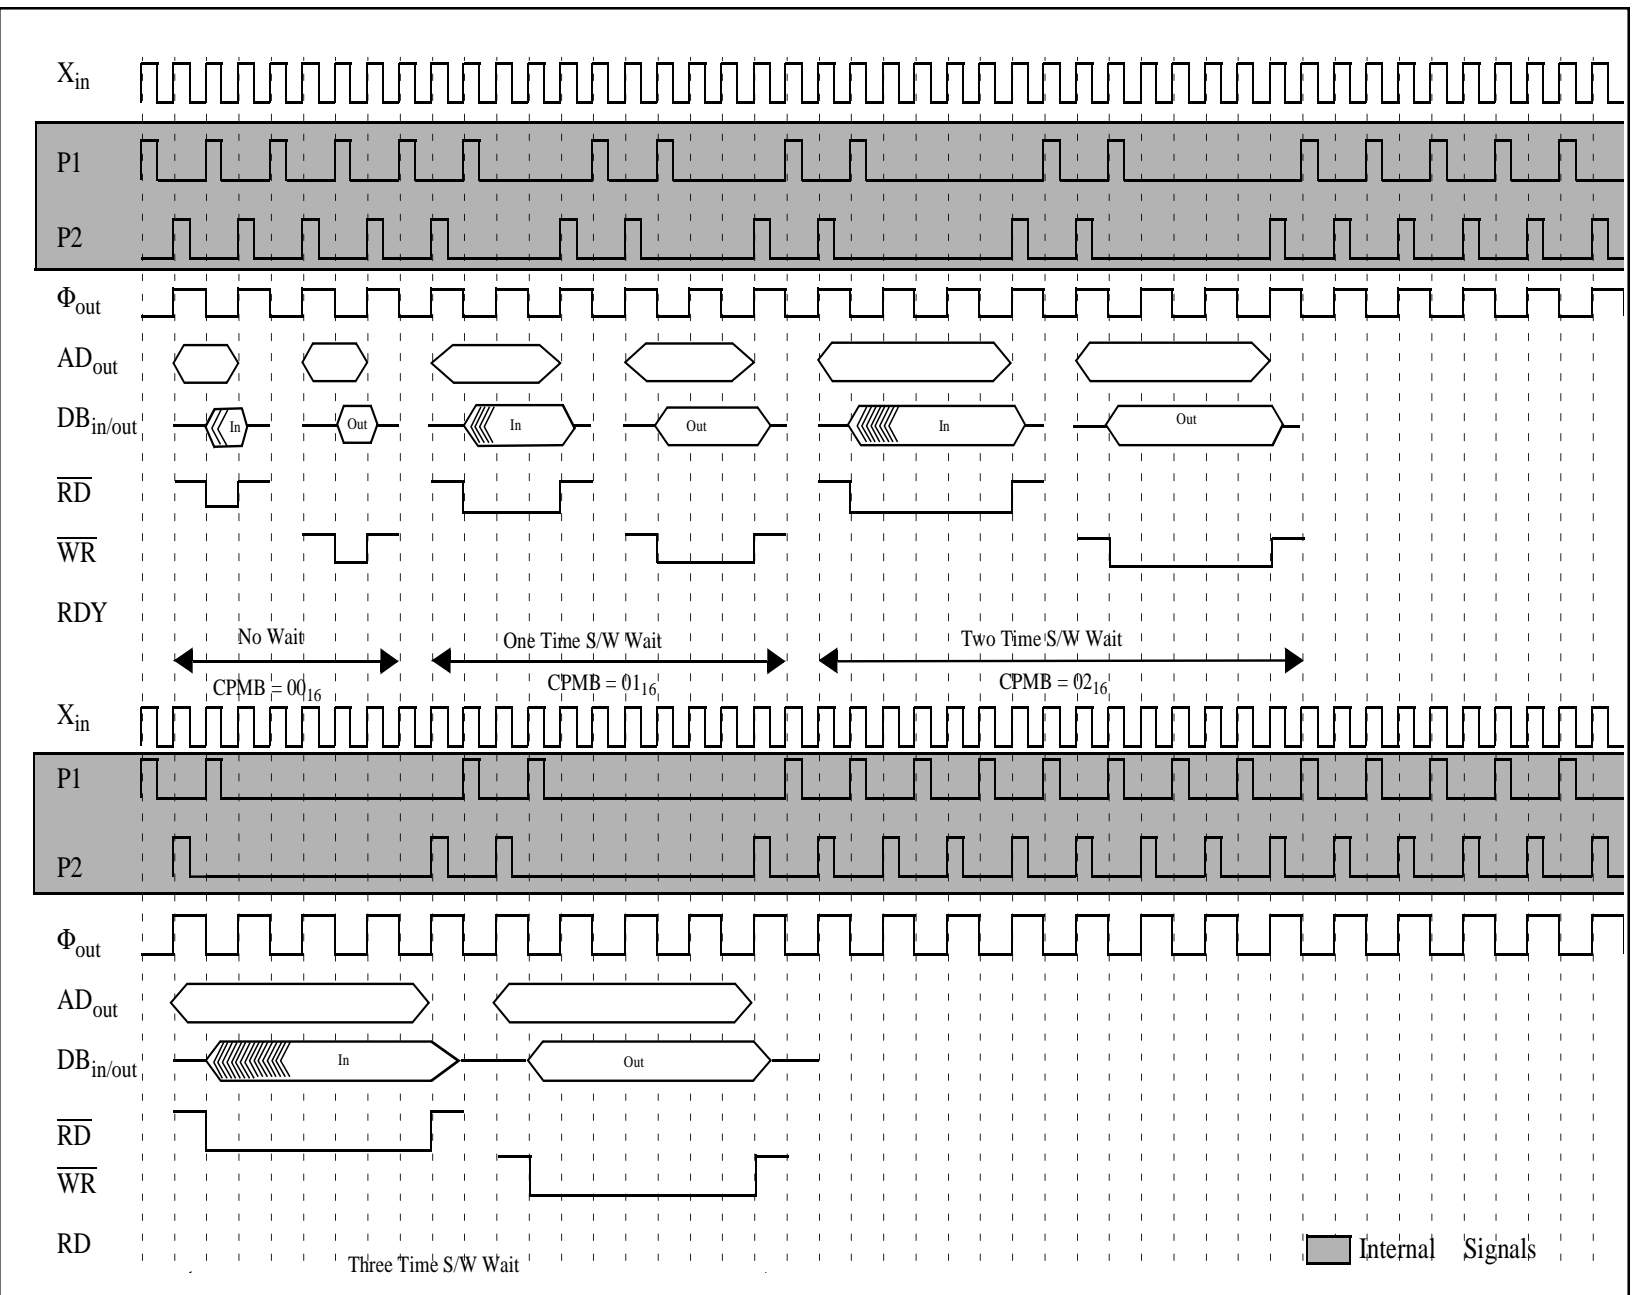 Xin
P1
P2
Φout
ADout
DBin/out In Out In Out In Out
RD
WR
RDY
No Wait One Time S/W Wait Two Time S/W Wait
CPMB = 0016 CPMB = 0116 CPMB = 0216
Xin
P1
P2
Φout
ADout
DBin/out In Out
RD
WR
RD
Internal Signals
Three Time S/W Wait